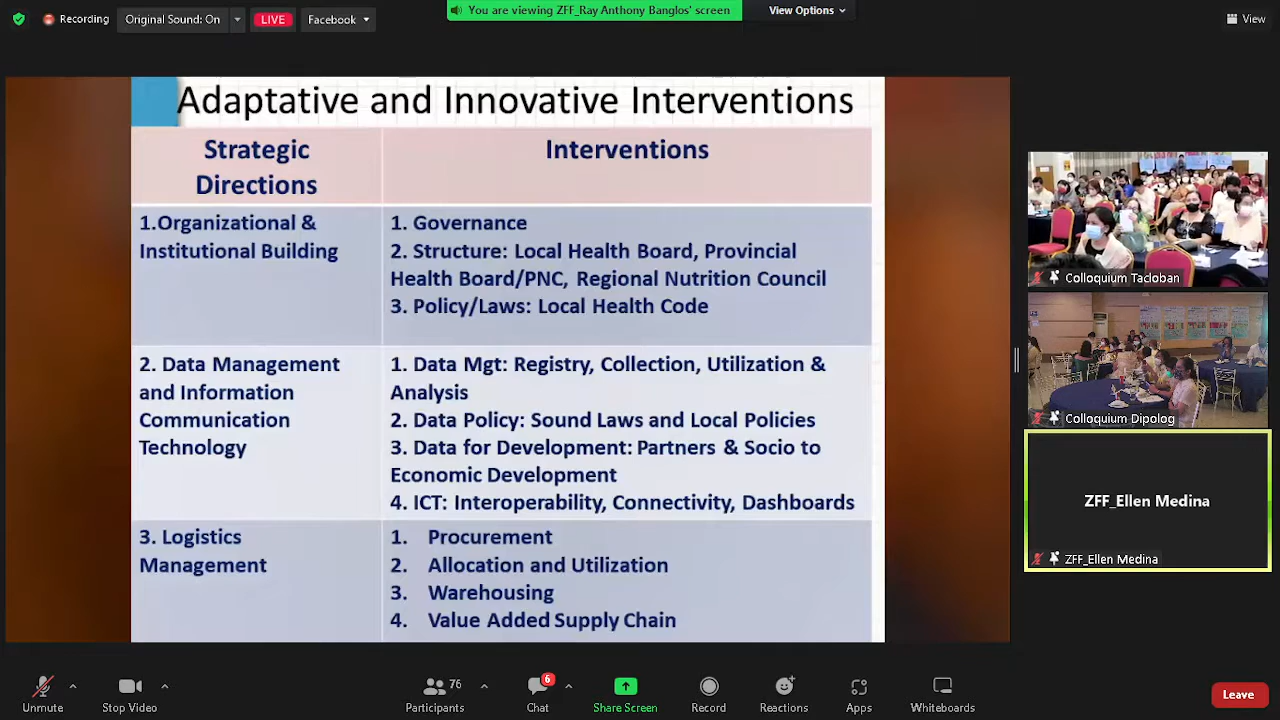 Recording
Original Sound: On
LIVE
Facebook
You are viewing ZFF_Ray Anthony Banglos' screen
View Options
View
Adaptative and Innovative Interventions
Strategic
Directions
Interventions
1.Organizational &
Institutional Building
1. Governance
2. Structure: Local Health Board, Provincial
Health Board/PNC, Regional Nutrition Council
3. Policy/Laws: Local Health Code
2. Data Management
and Information
Communication
Technology
1. Data Mgt: Registry, Collection, Utilization &
Analysis
2. Data Policy: Sound Laws and Local Policies
3. Data for Development: Partners & Socio to
Economic Development
4. ICT: Interoperability, Connectivity, Dashboards
3. Logistics
Management
1. Procurement
2. Allocation and Utilization
3. Warehousing
4. Value Added Supply Chain
Colloquium Tacloban
Colloquium Dipolog
ZFF_Ellen Medina
ZFF_Ellen Medina
Unmute
Stop Video
76
Participants
6
Chat
Share Screen
Record
Reactions
Apps
Whiteboards
Leave